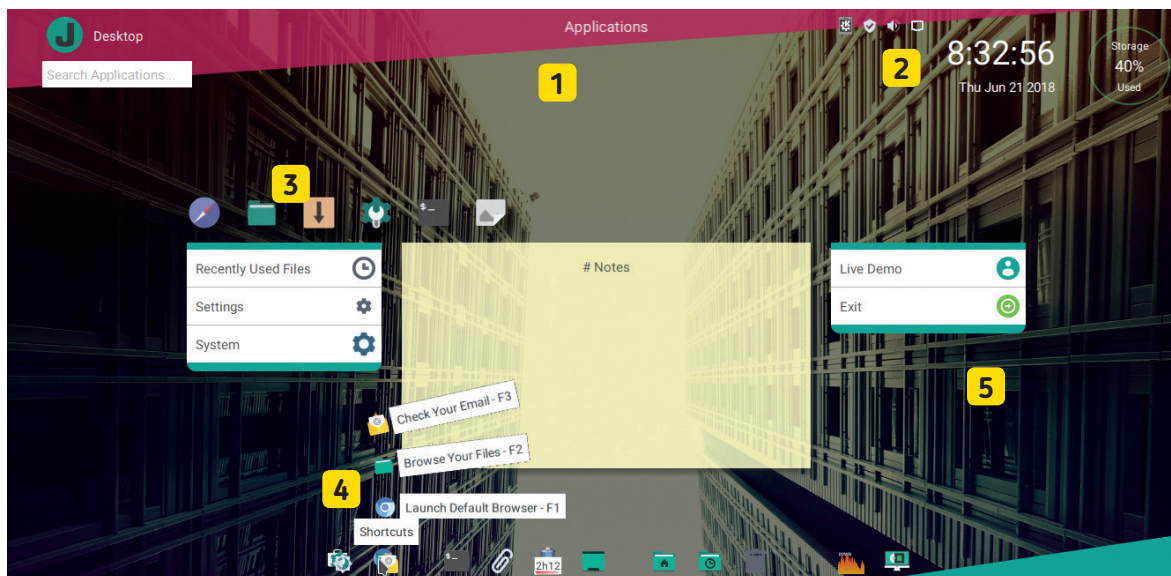 J
Desktop
Applications
Search Applications...
1
2
8:32:56
Thu Jun 21 2018
Storage
40%
Used
3
$_
Recently Used Files
Settings
System
# Notes
Live Demo
Exit
5
Check Your Email - F3
Browse Your Files - F2
4
Launch Default Browser - F1
Shortcuts
$_
2h12
DOWN